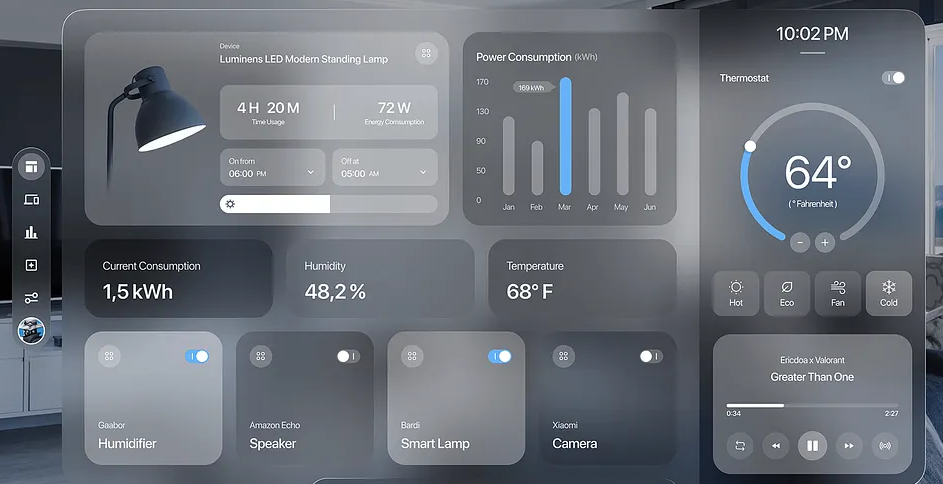 10:02 PM
Device
Luminens LED Modern Standing Lamp
4 H 20 M
Time Usage
72 W
Energy Comsumption
On from
06:00 PM
Off at
05:00 AM
Power Consumption (kWh)
170
130
90
50
0
169 kWh
Jan
Feb
Mar
Apr
May
Jun
Thermostat
64°
(° Fahrenheit)
Hot
Eco
Fan
Cold
Current Consumption
1,5 kWh
Humidity
48,2 %
Temperature
68° F
Gaabor
Humidifier
Amazon Echo
Speaker
Bardi
Smart Lamp
Xiaomi
Camera
Ericdoa x Valorant
Greater Than One
0:34
2:27